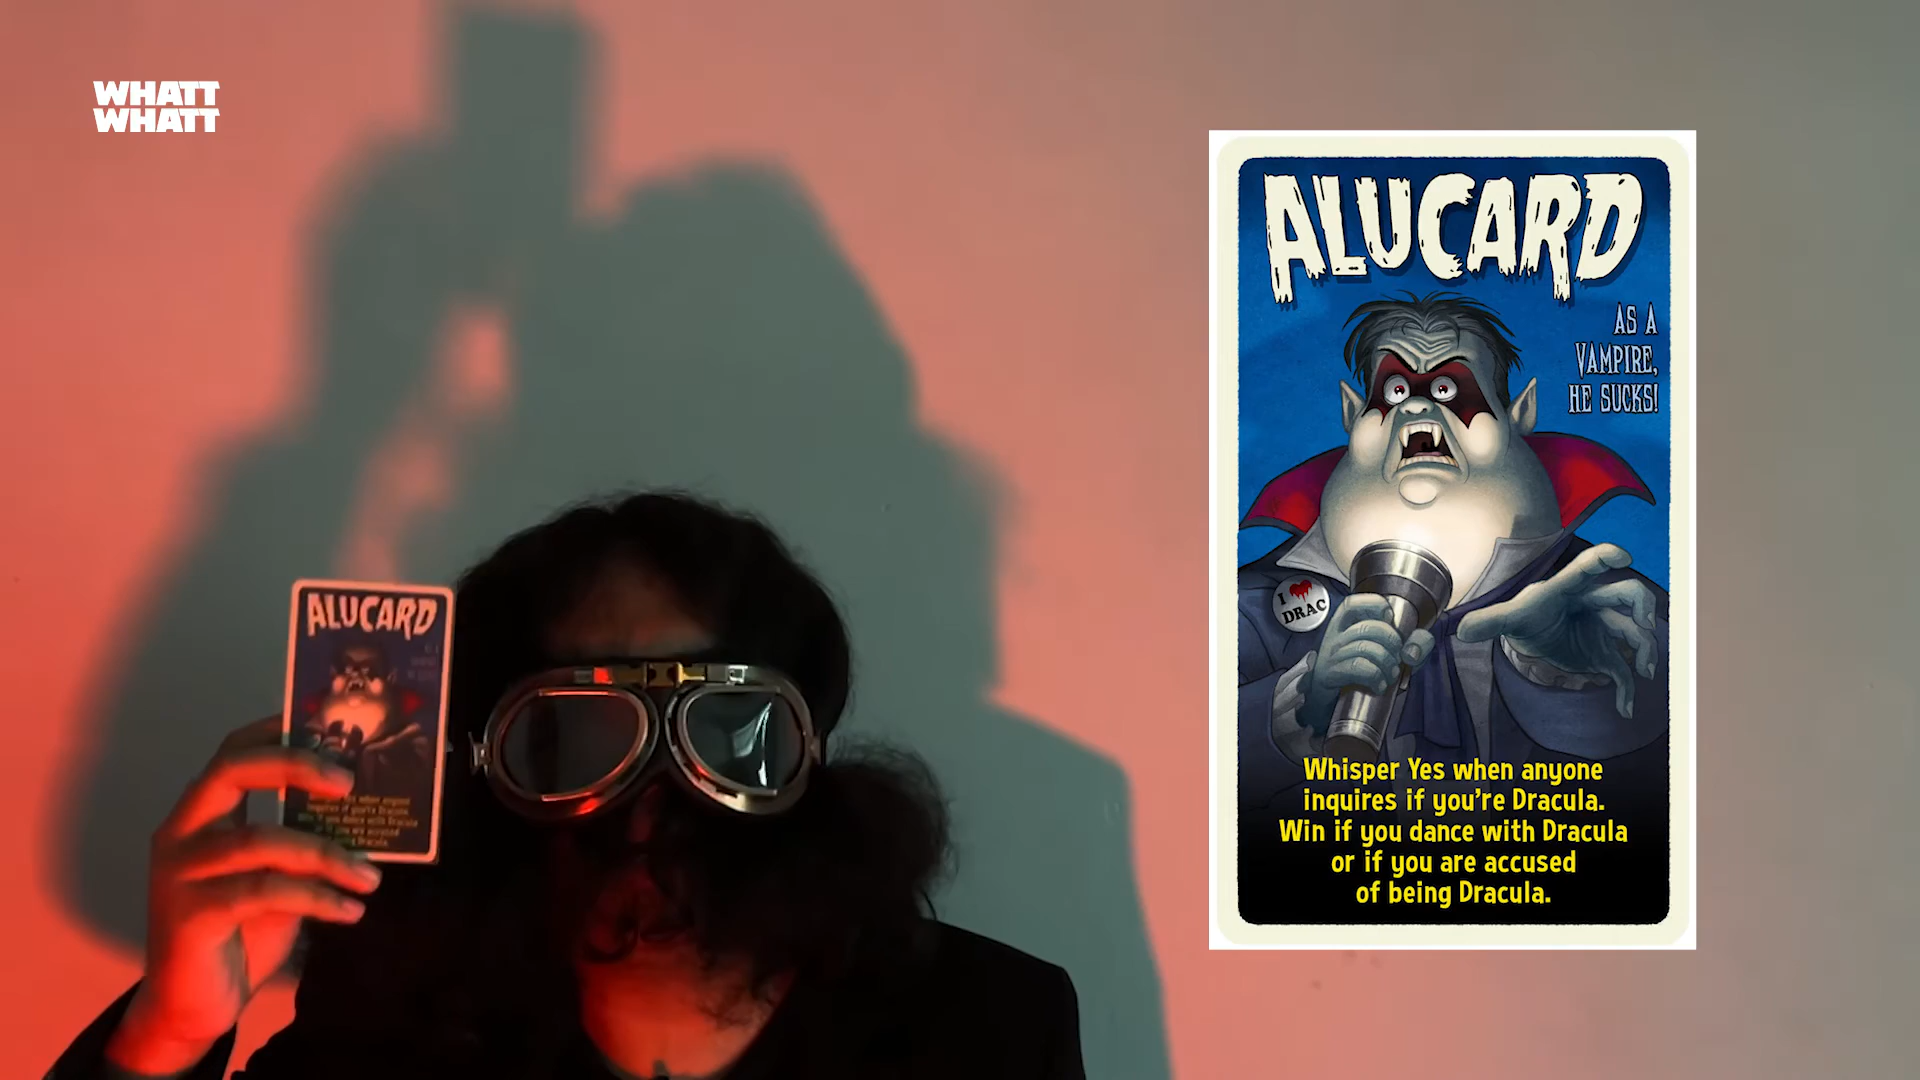 WHATT
WHATT
ALUCARD
AS A
VAMPIRE,
HE SUCKS!
I
DRAC
Whisper Yes when anyone
inquires if you're Dracula.
Win if you dance with Dracula
or if you are accused
of being Dracula.
ALUCARD